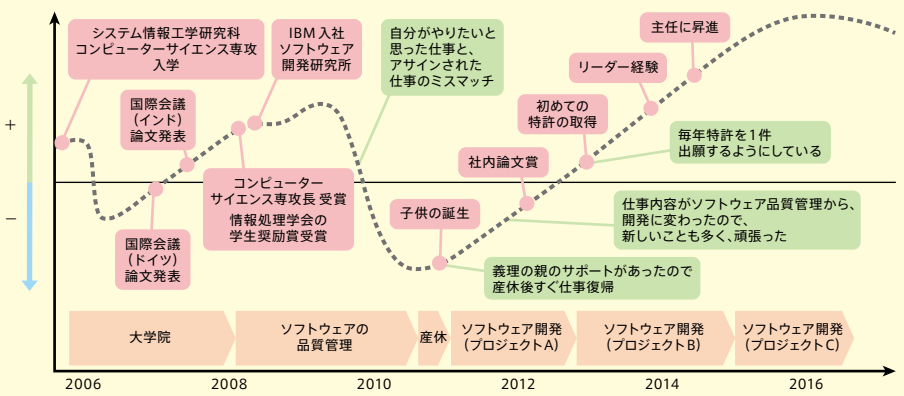 システム情報工学研究科
コンピューターサイエンス専攻
入学
IBM入社
ソフトウェア
開発研究所
自分がやりたいと
思った仕事と、
アサインされた
仕事のミスマッチ
主任に昇進
リーダー経験
国際会議
(インド)
論文発表
初めての
特許の取得
毎年特許を1件
出願するようにしている
+
社内論文賞
コンピューター
サイエンス専攻長 受賞
情報処理学会の
学生奨励賞受賞
子供の誕生
仕事内容がソフトウェア品質管理から、
開発に変わったので、
新しいことも多く、頑張った
−
国際会議
(ドイツ)
論文発表
義理の親のサポートがあったので
産休後すぐ仕事復帰
大学院
ソフトウェアの
品質管理
産休
ソフトウェア開発
(プロジェクトA)
ソフトウェア開発
(プロジェクトB)
ソフトウェア開発
(プロジェクトC)
2006
2008
2010
2012
2014
2016